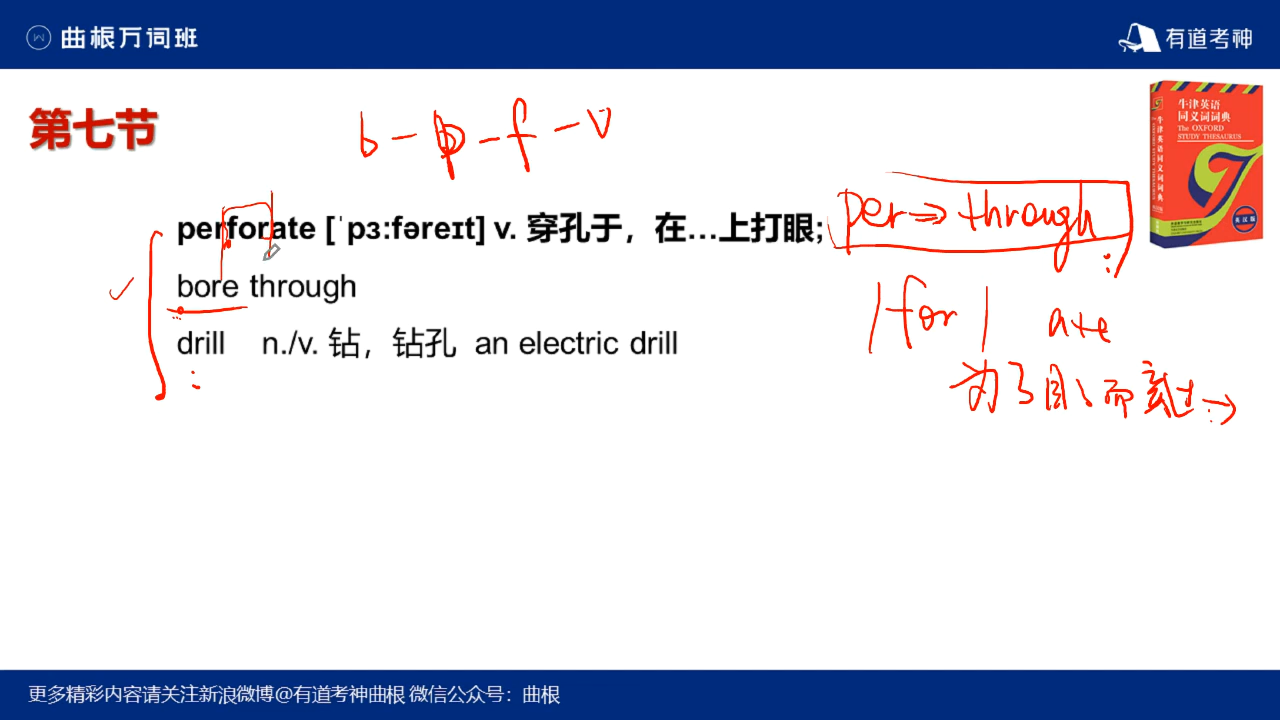 曲根万词班
有道考神
第七节
b - p - f - v
牛津英语
同义词词典
The OXFORD
STUDY THESAURUS
perforate [ˈpɜ:fəreɪt] v. 穿孔于，在…上打眼;
per⇒ through
bore through
for ate
drill n./v. 钻，钻孔 an electric drill
更多精彩内容请关注新浪微博@有道考神曲根 微信公众号：曲根